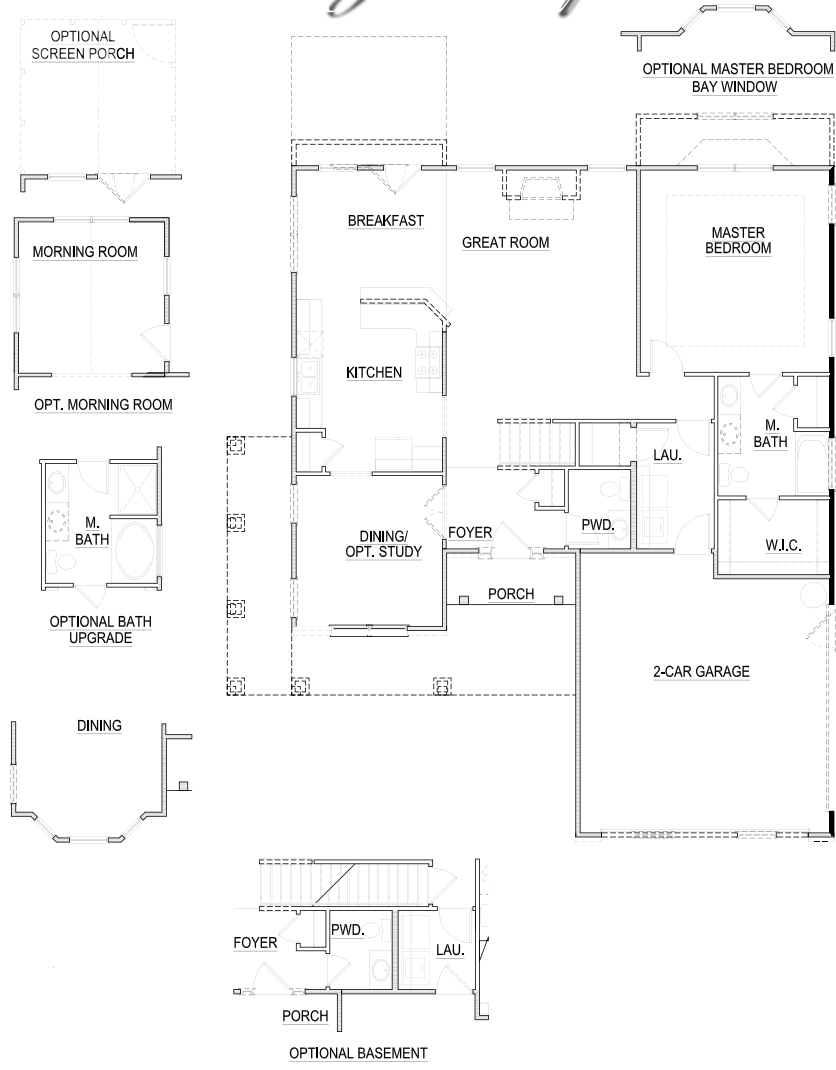 OPTIONAL
SCREEN PORCH
OPTIONAL MASTER BEDROOM
BAY WINDOW
MORNING ROOM
OPT. MORNING ROOM
BREAKFAST
GREAT ROOM
MASTER
BEDROOM
KITCHEN
M.
BATH
LAU.
M.
BATH
OPTIONAL BATH
UPGRADE
DINING/
OPT. STUDY
FOYER
PWD.
W.I.C.
PORCH
2-CAR GARAGE
DINING
FOYER
PWD.
LAU.
PORCH
OPTIONAL BASEMENT